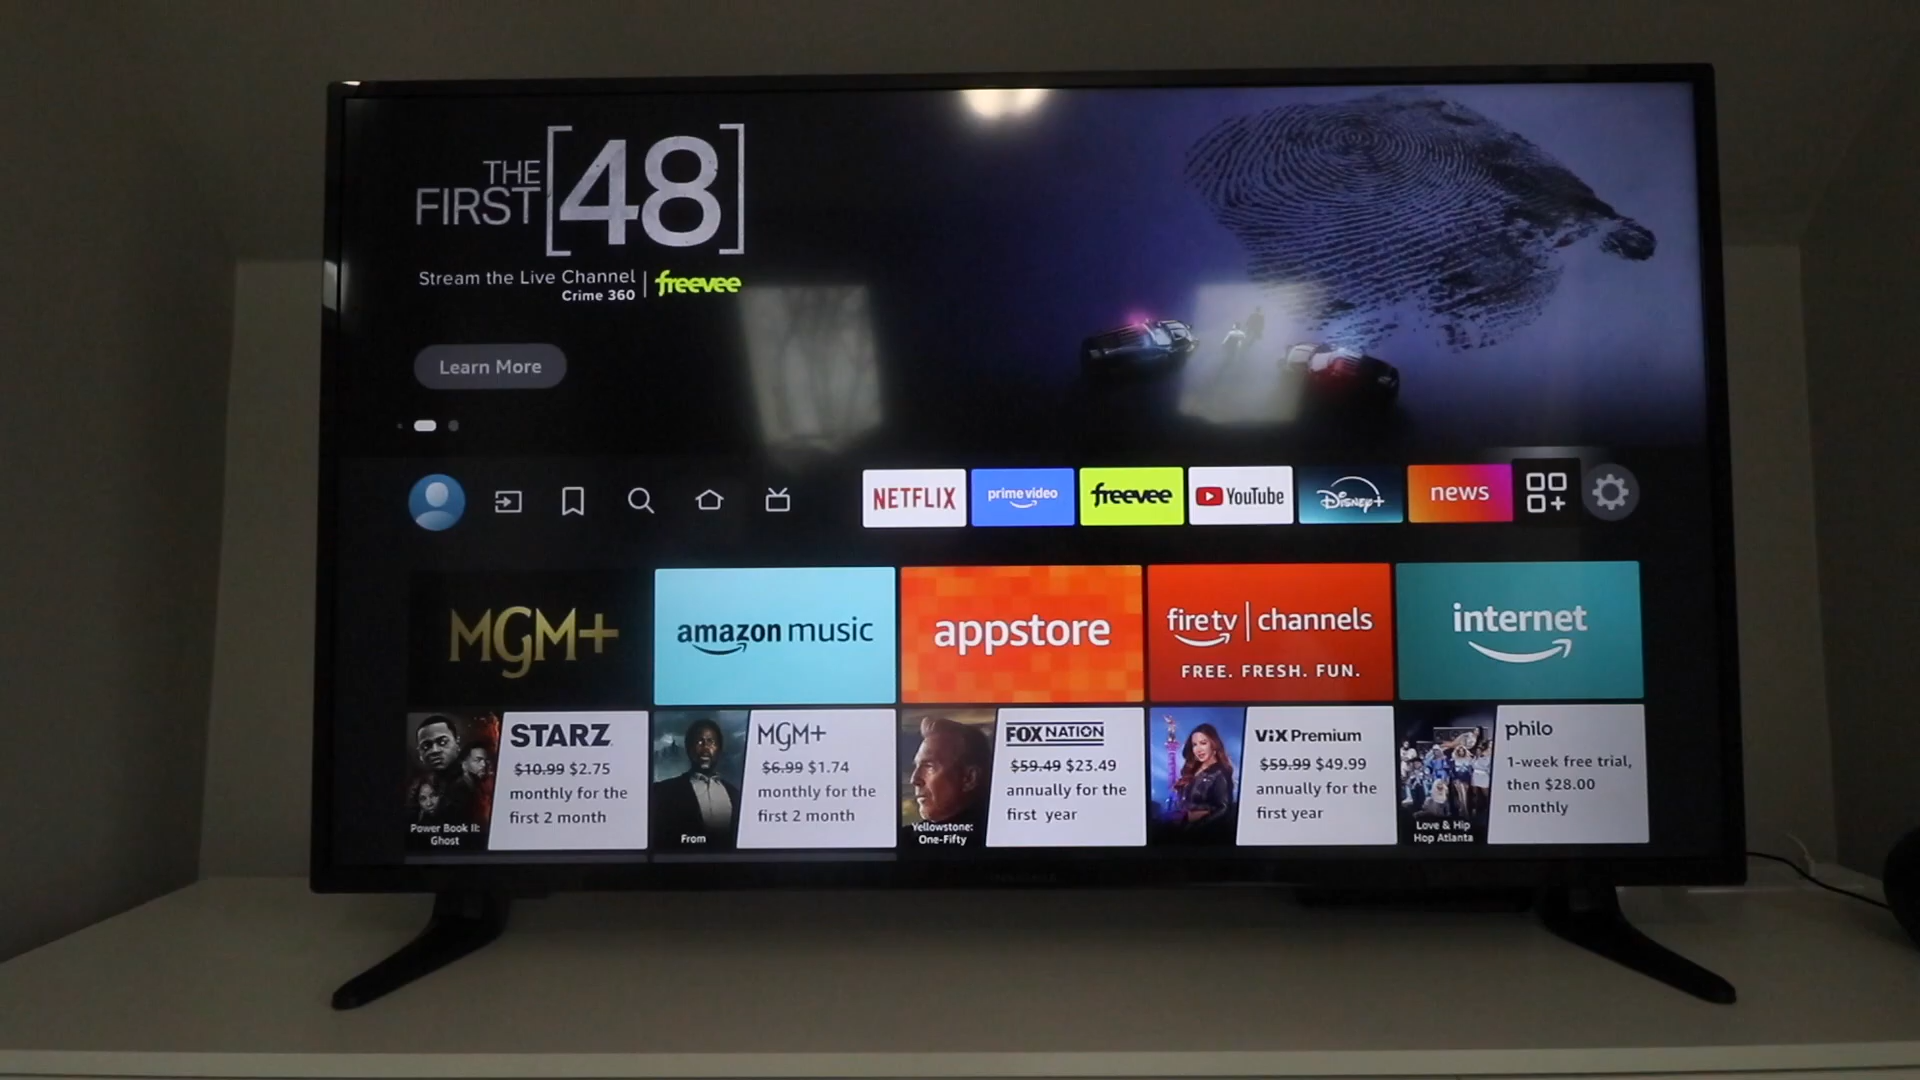 THE
FIRST [48]
Stream the Live Channel | freevee
Crime 360
Learn More
NETFLIX
prime video
freevee
YouTube
Disney+
news
MGM+
amazon music
appstore
firetv | channels
FREE. FRESH. FUN.
internet
Power Book II:
Ghost
STARZ
$10.99 $2.75
monthly for the
first 2 month
From
MGM+
$6.99 $1.74
monthly for the
first 2 month
Yellowstone:
One-Fifty
FOX NATION
$59.49 $23.49
annually for the
first year
ViX Premium
$59.99 $49.99
annually for the
first year
Love & Hip
Hop Atlanta
philo
1-week free trial,
then $28.00
monthly